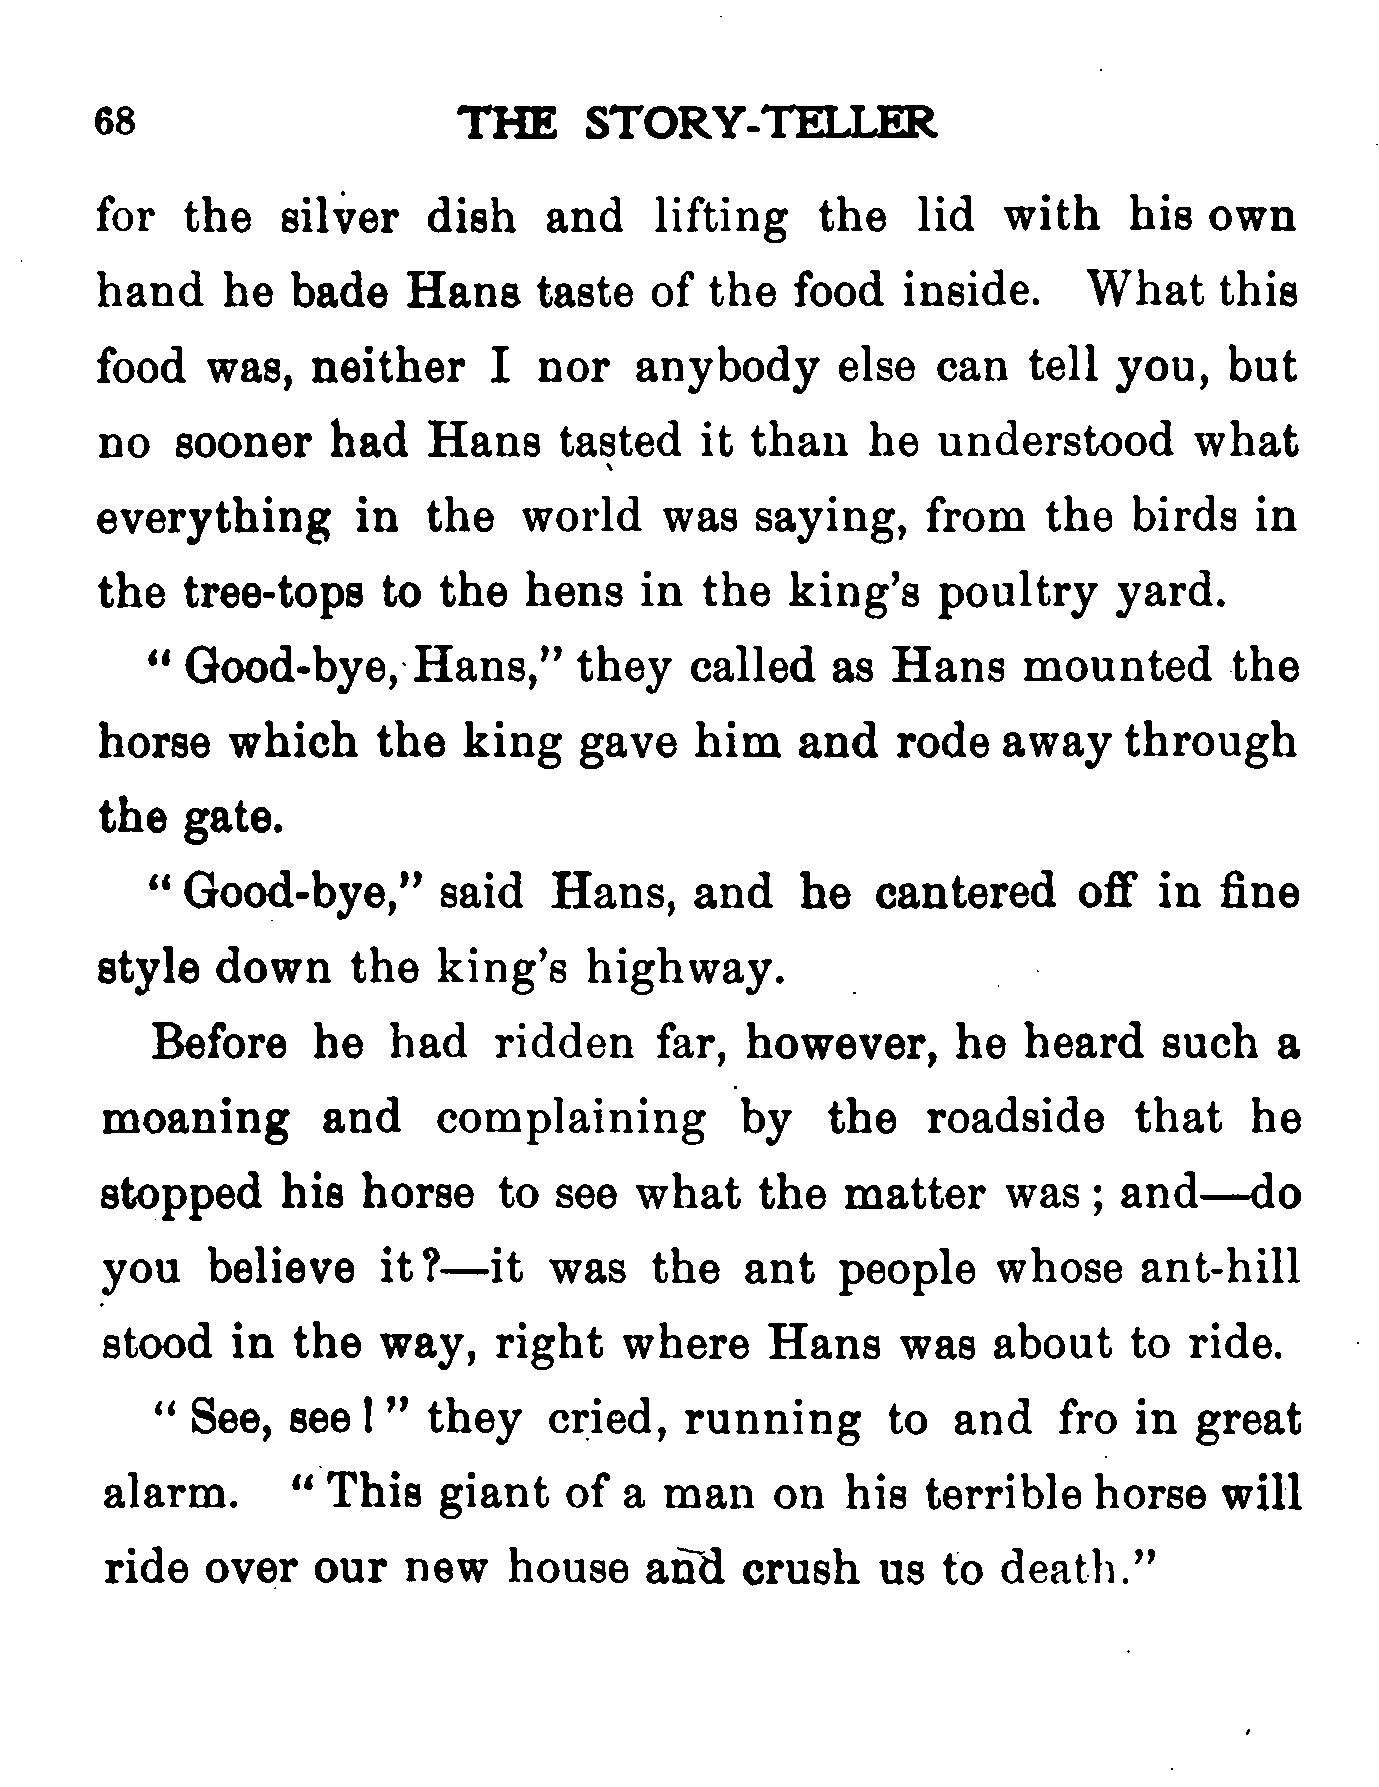 68 THE STORY-TELLER
for the silver dish and lifting the lid with his own
hand he bade Hans taste of the food inside. What this
food was, neither I nor anybody else can tell you, but
no sooner had Hans tasted it than he understood what
everything in the world was saying, from the birds in
the tree-tops to the hens in the king's poultry yard.
“ Good-bye, Hans,” they called as Hans mounted the
horse which the king gave him and rode away through
the gate.
“ Good-bye,” said Hans, and he cantered off in fine
style down the king's highway.
Before he had ridden far, however, he heard such a
moaning and complaining by the roadside that he
stopped his horse to see what the matter was ; and—do
you believe it ?—it was the ant people whose ant-hill
stood in the way, right where Hans was about to ride.
“ See, see ! ” they cried, running to and fro in great
alarm. “ This giant of a man on his terrible horse will
ride over our new house and crush us to death.”